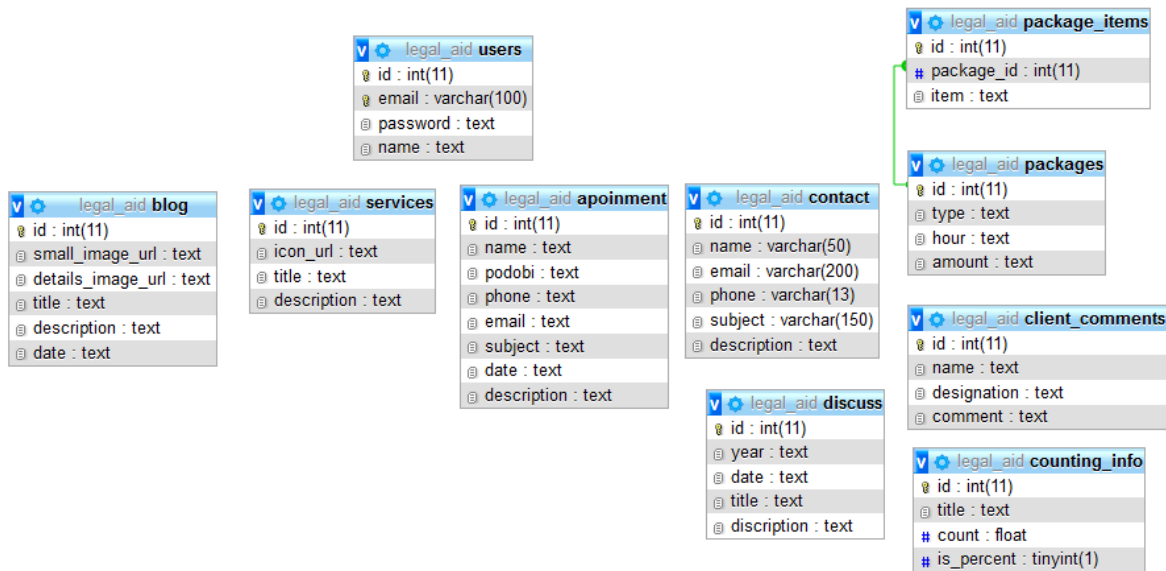 legal_aid users
id : int(11)
email : varchar(100)
password : text
name : text
legal_aid package_items
id : int(11)
package_id : int(11)
item : text
legal_aid packages
id : int(11)
type : text
hour : text
amount : text
legal_aid blog
id : int(11)
small_image_url : text
details_image_url : text
title : text
description : text
date : text
legal_aid services
id : int(11)
icon_url : text
title : text
description : text
legal_aid apoinment
id : int(11)
name : text
podobi : text
phone : text
email : text
subject : text
date : text
description : text
legal_aid contact
id : int(11)
name : varchar(50)
email : varchar(200)
phone : varchar(13)
subject : varchar(150)
description : text
legal_aid client_comments
id : int(11)
name : text
designation : text
comment : text
legal_aid discuss
id : int(11)
year : text
date : text
title : text
discription : text
legal_aid counting_info
id : int(11)
title : text
count : float
is_percent : tinyint(1)